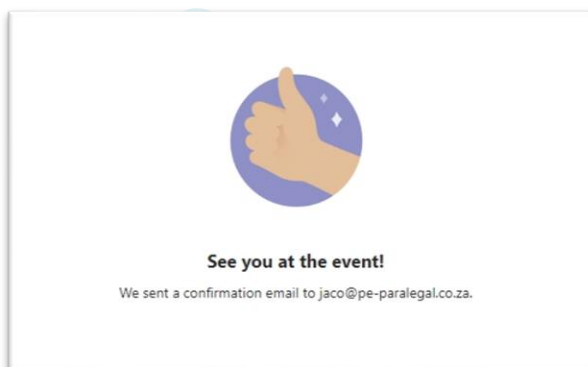 See you at the event!
We sent a confirmation email to jaco@pe-paralegal.co.za.